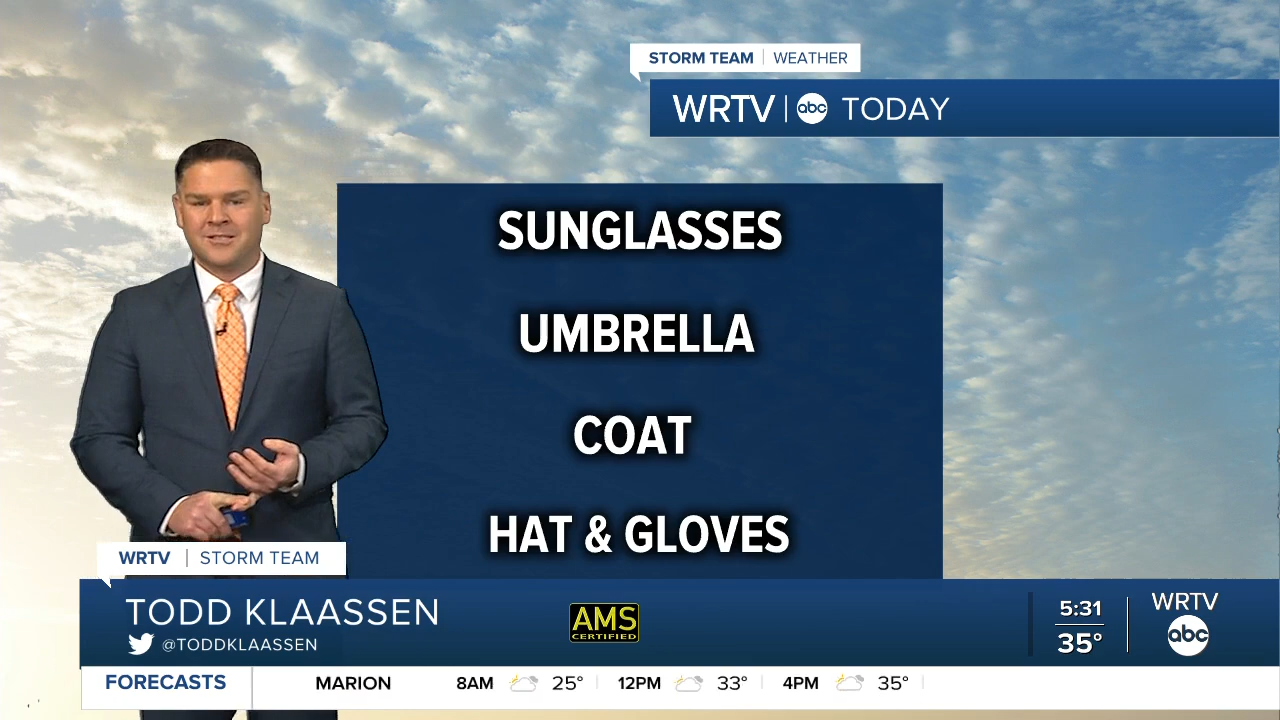 STORM TEAM | WEATHER
WRTV | abc TODAY
SUNGLASSES
UMBRELLA
COAT
HAT & GLOVES
WRTV | STORM TEAM
TODD KLAASSEN
@TODDKLAASSEN
AMS
CERTIFIED
5:31
35°
WRTV
abc
FORECASTS MARION 8AM 25° 12PM 33° 4PM 35°